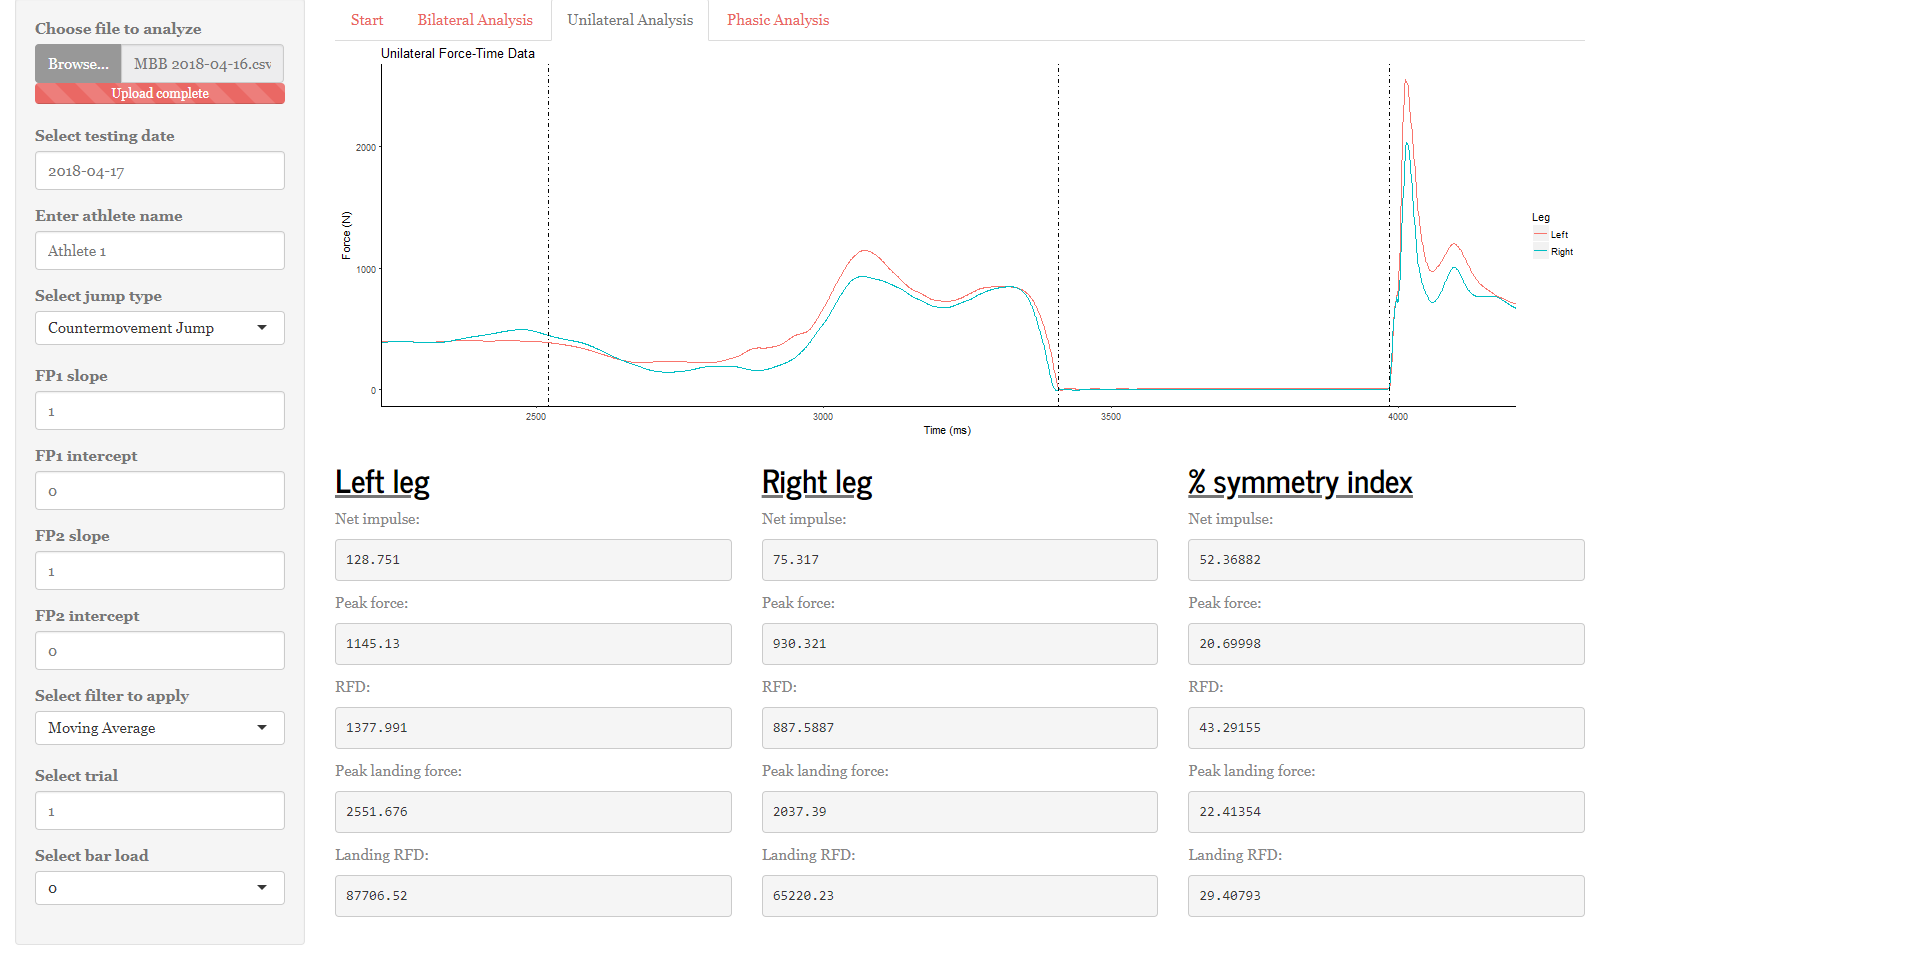 Choose file to analyze
Browse... MBB 2018-04-16.csv
Upload complete
Select testing date
2018-04-17
Enter athlete name
Athlete 1
Select jump type
Countermovement Jump
FP1 slope
1
FP1 intercept
0
FP2 slope
1
FP2 intercept
0
Select filter to apply
Moving Average
Select trial
1
Select bar load
0
Start Bilateral Analysis Unilateral Analysis Phasic Analysis
Unilateral Force-Time Data
Force (N)
2000
1000
0
2500 3000 3500 4000
Time (ms)
Leg
Left
Right
Left leg
Net impulse:
128.751
Peak force:
1145.13
RFD:
1377.991
Peak landing force:
2551.676
Landing RFD:
87706.52
Right leg
Net impulse:
75.317
Peak force:
930.321
RFD:
887.5887
Peak landing force:
2037.39
Landing RFD:
65220.23
% symmetry index
Net impulse:
52.36882
Peak force:
20.69998
RFD:
43.29155
Peak landing force:
22.41354
Landing RFD:
29.40793